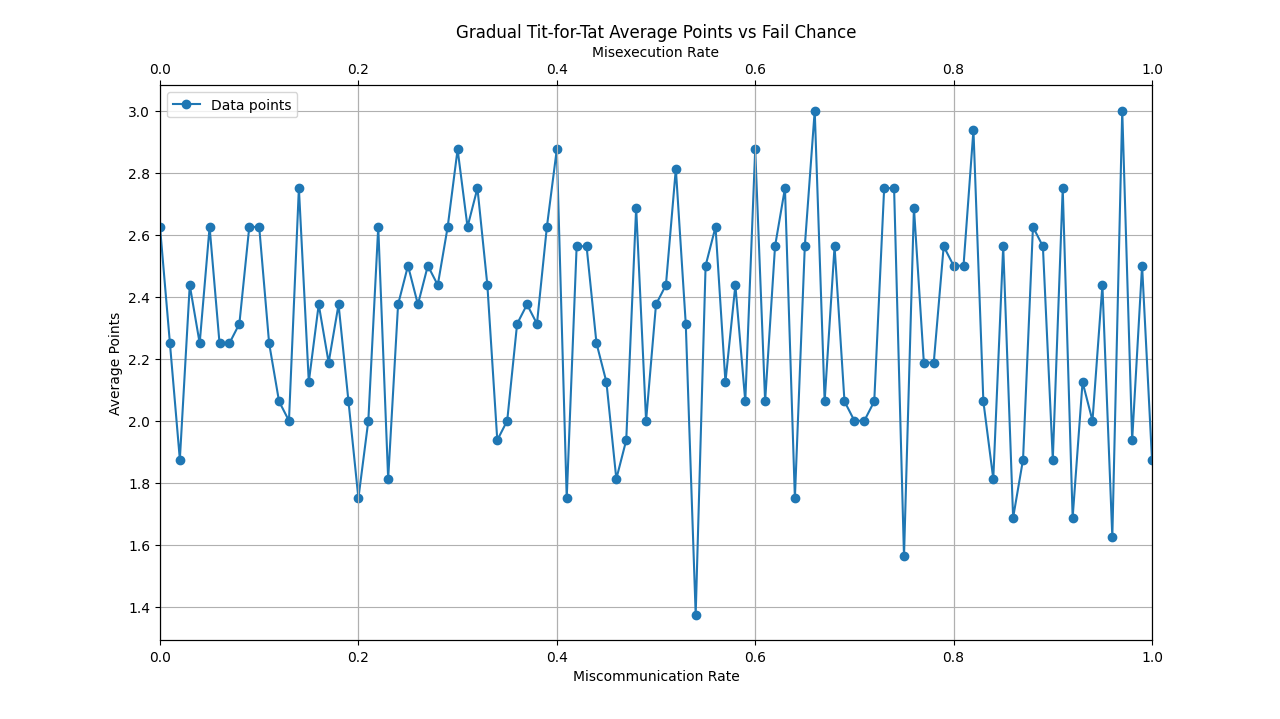 Gradual Tit-for-Tat Average Points vs Fail Chance
Misexecution Rate
0.0 0.2 0.4 0.6 0.8 1.0
Data points
3.0
2.8
2.6
2.4
2.2
2.0
1.8
1.6
1.4
Average Points
0.0 0.2 0.4 0.6 0.8 1.0
Miscommunication Rate